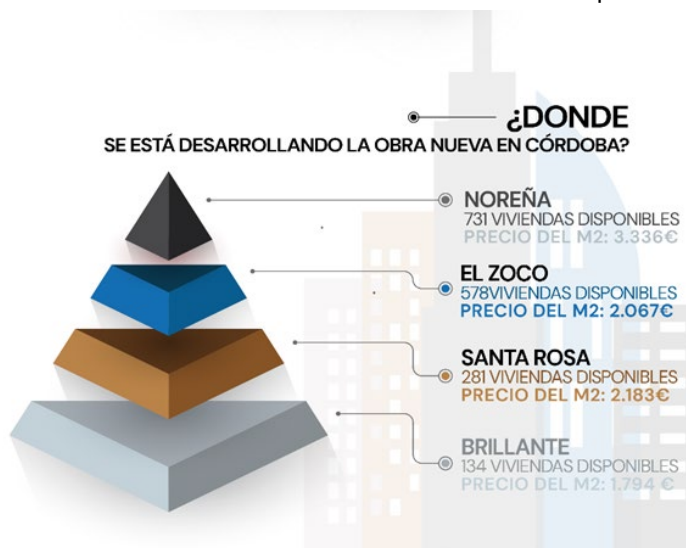 ¿DONDE
SE ESTÁ DESARROLLANDO LA OBRA NUEVA EN CÓRDOBA?
NOREÑA
731 VIVIENDAS DISPONIBLES
PRECIO DEL M2: 3.336€
EL ZOCO
578VIVIENDAS DISPONIBLES
PRECIO DEL M2: 2.067€
SANTA ROSA
281 VIVIENDAS DISPONIBLES
PRECIO DEL M2: 2.183€
BRILLANTE
134 VIVIENDAS DISPONIBLES
PRECIO DEL M2: 1.794 €